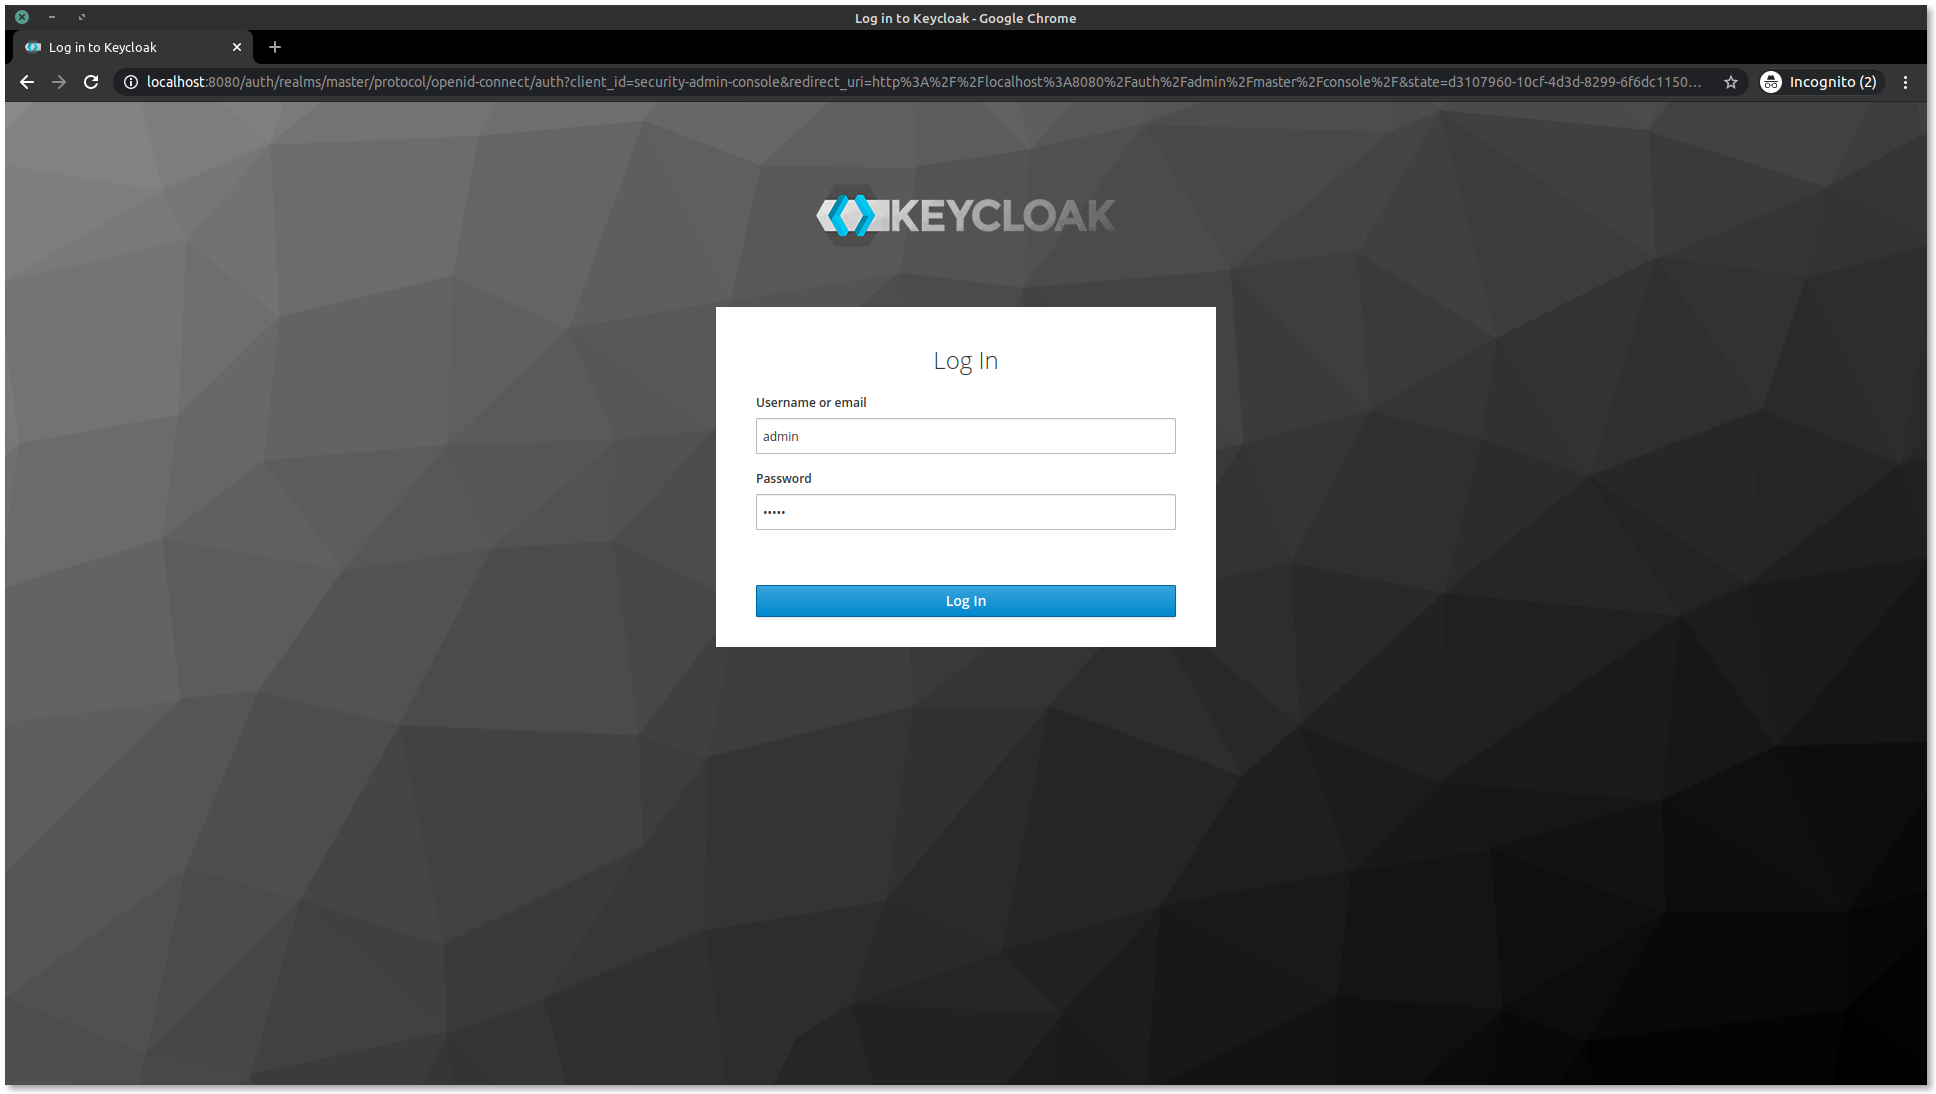 Log in to Keycloak - Google Chrome
Log in to Keycloak
localhost:8080/auth/realms/master/protocol/openid-connect/auth?client_id=security-admin-console&redirect_uri=http%3A%2F%2Flocalhost%3A8080%2Fauth%2Fadmin%2Fmaster%2Fconsole%2F&state=d3107960-10cf-4d3d-8299-6f6dc1150...
Incognito (2)
KEYCLOAK
Log In
Username or email
admin
Password
•••••
Log In